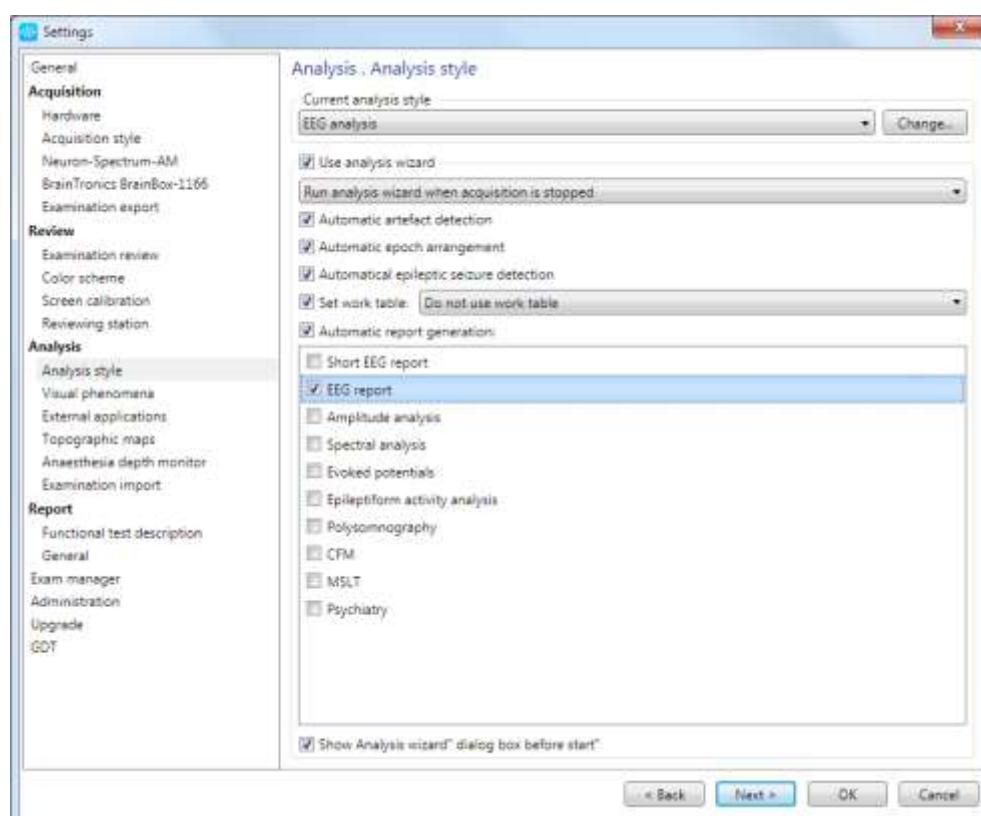 Settings
General
Acquisition
Hardware
Acquisition style
Neuron-Spectrum-AM
BrainTronics BrainBox-1166
Examination export
Review
Examination review
Color scheme
Screen calibration
Reviewing station
Analysis
Analysis style
Visual phenomena
External applications
Topographic maps
Anaesthesia depth monitor
Examination import
Report
Functional test description
General
Exam manager
Administration
Upgrade
GDT
Analysis . Analysis style
Current analysis style
EEG analysis
Change...
Use analysis wizard
Run analysis wizard when acquisition is stopped
Automatic artefact detection
Automatic epoch arrangement
Automatical epileptic seizure detection
Set work table: Do not use work table
Automatic report generation:
Short EEG report
EEG report
Amplitude analysis
Spectral analysis
Evoked potentials
Epileptiform activity analysis
Polysomnography
CFM
MSLT
Psychiatry
Show Analysis wizard" dialog box before start"
< Back Next > OK Cancel